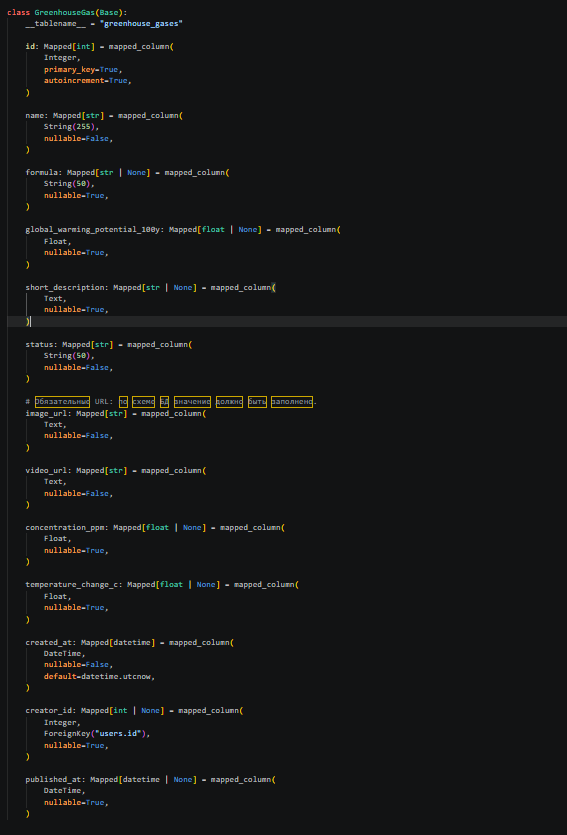 class GreenhouseGas(Base):
    __tablename__ = "greenhouse_gases"
    id: Mapped[int] = mapped_column(
        Integer,
        primary_key=True,
        autoincrement=True,
    )
    name: Mapped[str] = mapped_column(
        String(255),
        nullable=False,
    )
    formula: Mapped[str | None] = mapped_column(
        String(50),
        nullable=True,
    )
    global_warming_potential_100y: Mapped[float | None] = mapped_column(
        Float,
        nullable=True,
    )
    short_description: Mapped[str | None] = mapped_column(
        Text,
        nullable=True,
    )
    status: Mapped[str] = mapped_column(
        String(50),
        nullable=False,
    )
    # Обязательные URL: по схеме БД значение должно быть заполнено.
    image_url: Mapped[str] = mapped_column(
        Text,
        nullable=False,
    )
    video_url: Mapped[str] = mapped_column(
        Text,
        nullable=False,
    )
    concentration_ppm: Mapped[float | None] = mapped_column(
        Float,
        nullable=True,
    )
    temperature_change_c: Mapped[float | None] = mapped_column(
        Float,
        nullable=True,
    )
    created_at: Mapped[datetime] = mapped_column(
        DateTime,
        nullable=False,
        default=datetime.utcnow,
    )
    creator_id: Mapped[int | None] = mapped_column(
        Integer,
        ForeignKey("users.id"),
        nullable=True,
    )
    published_at: Mapped[datetime | None] = mapped_column(
        DateTime,
        nullable=True,
    )